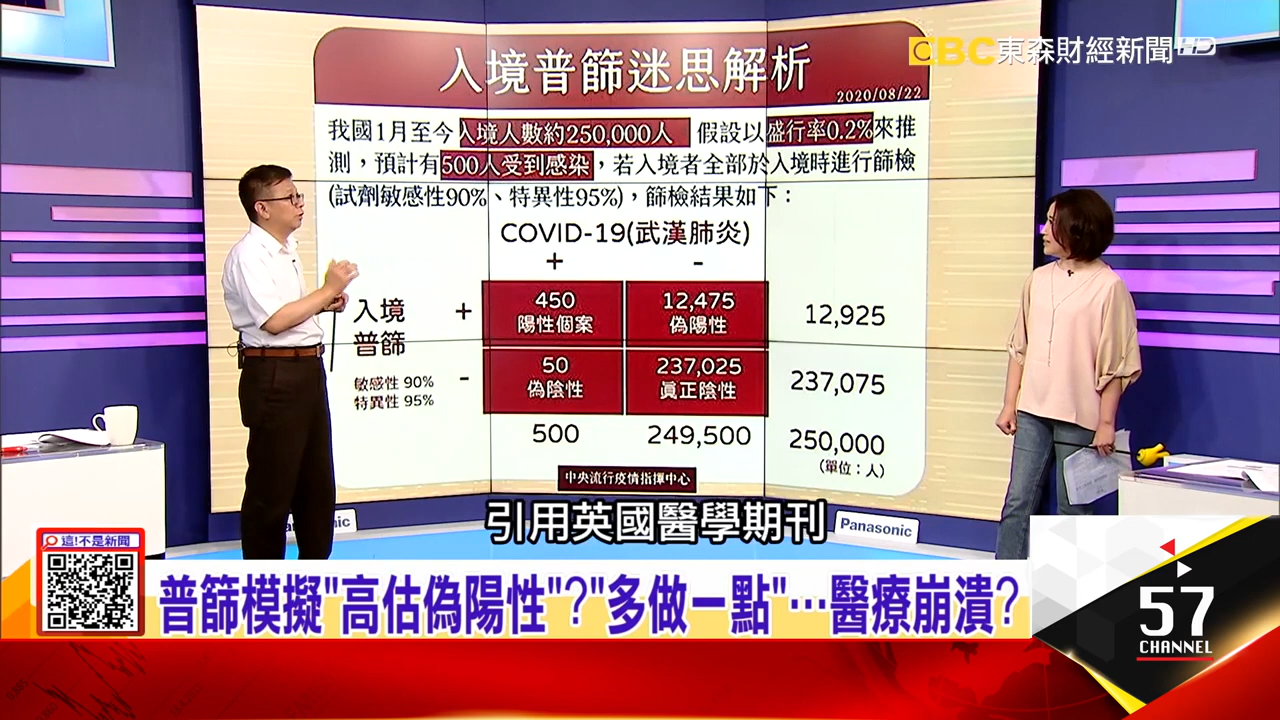 EBC 東森財經新聞 HD
入境普篩迷思解析
2020/08/22
我國1月至今入境人數約250,000人 假設以盛行率0.2%來推
測，預計有500人受到感染，若入境者全部於入境時進行篩檢
(試劑敏感性90%、特異性95%)，篩檢結果如下：
COVID-19(武漢肺炎)
+ -
入境
普篩
敏感性 90%
特異性 95%
+ 450 12,475 12,925
陽性個案 偽陽性
- 50 237,025 237,075
偽陰性 真正陰性
500 249,500 250,000
(單位：人)
中央流行疫情指揮中心
Panasonic
引用英國醫學期刊
這!不是新聞
普篩模擬"高估偽陽性"?"多做一點"…醫療崩潰?
57
CHANNEL